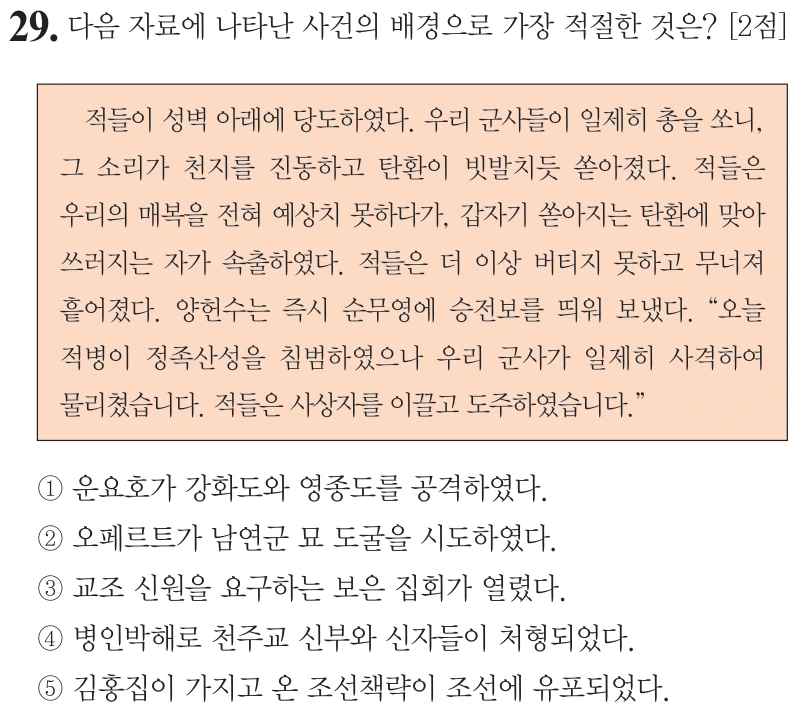 29. 다음 자료에 나타난 사건의 배경으로 가장 적절한 것은? [2점]
적들이 성벽 아래에 당도하였다. 우리 군사들이 일제히 총을 쏘니,
그 소리가 천지를 진동하고 탄환이 빗발치듯 쏟아졌다. 적들은
우리의 매복을 전혀 예상치 못하다가, 갑자기 쏟아지는 탄환에 맞아
쓰러지는 자가 속출하였다. 적들은 더 이상 버티지 못하고 무너져
흩어졌다. 양헌수는 즉시 순무영에 승전보를 띄워 보냈다. “오늘
적병이 정족산성을 침범하였으나 우리 군사가 일제히 사격하여
물리쳤습니다. 적들은 사상자를 이끌고 도주하였습니다.”
① 운요호가 강화도와 영종도를 공격하였다.
② 오페르트가 남연군 묘 도굴을 시도하였다.
③ 교조 신원을 요구하는 보은 집회가 열렸다.
④ 병인박해로 천주교 신부와 신자들이 처형되었다.
⑤ 김홍집이 가지고 온 조선책략이 조선에 유포되었다.